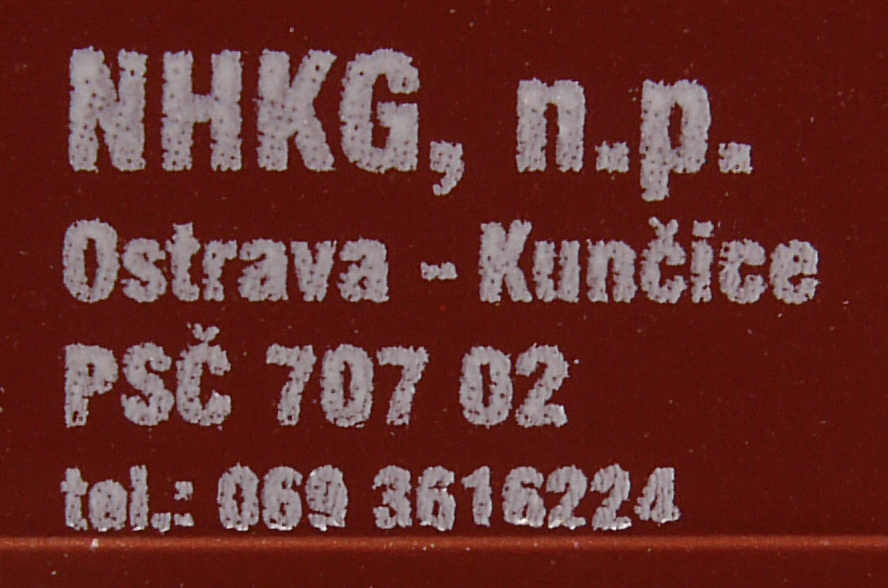 NHKG, n.p.
Ostrava - Kunčice
PSČ 707 02
tel.: 069 3616224